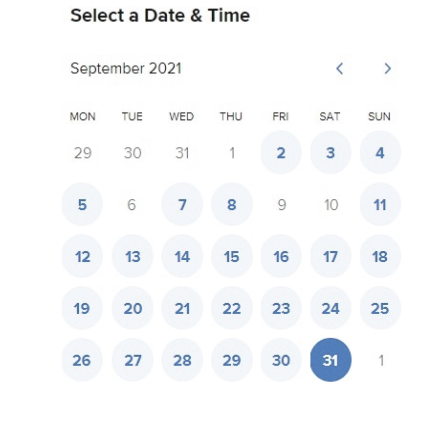 Select a Date & Time
September 2021 < >
MON TUE WED THU FRI SAT SUN
29 30 31 1 2 3 4
5 6 7 8 9 10 11
12 13 14 15 16 17 18
19 20 21 22 23 24 25
26 27 28 29 30 31 1